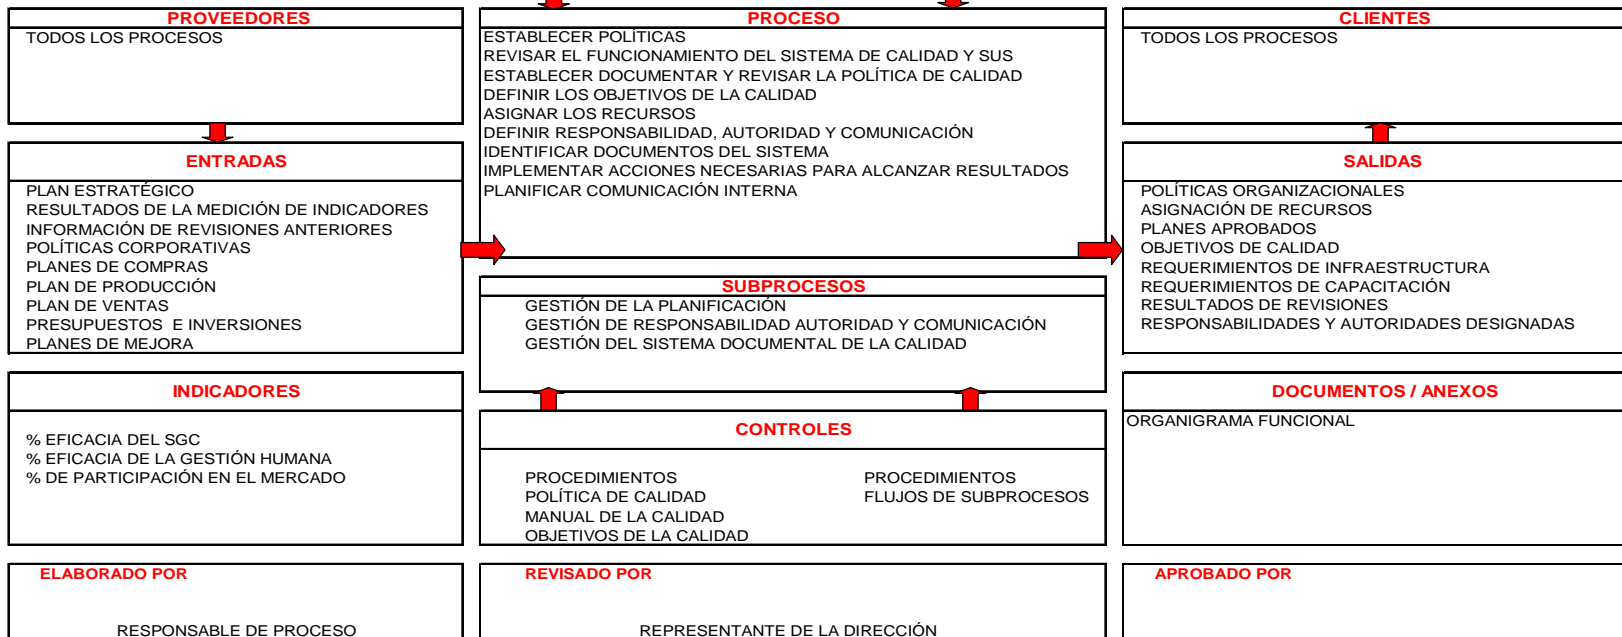 PROVEEDORES
TODOS LOS PROCESOS
PROCESO
ESTABLECER POLÍTICAS
REVISAR EL FUNCIONAMIENTO DEL SISTEMA DE CALIDAD Y SUS
ESTABLECER DOCUMENTAR Y REVISAR LA POLÍTICA DE CALIDAD
DEFINIR LOS OBJETIVOS DE LA CALIDAD
ASIGNAR LOS RECURSOS
DEFINIR RESPONSABILIDAD, AUTORIDAD Y COMUNICACIÓN
IDENTIFICAR DOCUMENTOS DEL SISTEMA
IMPLEMENTAR ACCIONES NECESARIAS PARA ALCANZAR RESULTADOS
PLANIFICAR COMUNICACIÓN INTERNA
CLIENTES
TODOS LOS PROCESOS
ENTRADAS
PLAN ESTRATÉGICO
RESULTADOS DE LA MEDICIÓN DE INDICADORES
INFORMACIÓN DE REVISIONES ANTERIORES
POLÍTICAS CORPORATIVAS
PLANES DE COMPRAS
PLAN DE PRODUCCIÓN
PLAN DE VENTAS
PRESUPUESTOS E INVERSIONES
PLANES DE MEJORA
SUBPROCESOS
GESTIÓN DE LA PLANIFICACIÓN
GESTIÓN DE RESPONSABILIDAD AUTORIDAD Y COMUNICACIÓN
GESTIÓN DEL SISTEMA DOCUMENTAL DE LA CALIDAD
SALIDAS
POLÍTICAS ORGANIZACIONALES
ASIGNACIÓN DE RECURSOS
PLANES APROBADOS
OBJETIVOS DE CALIDAD
REQUERIMIENTOS DE INFRAESTRUCTURA
REQUERIMIENTOS DE CAPACITACIÓN
RESULTADOS DE REVISIONES
RESPONSABILIDADES Y AUTORIDADES DESIGNADAS
INDICADORES
% EFICACIA DEL SGC
% EFICACIA DE LA GESTIÓN HUMANA
% DE PARTICIPACIÓN EN EL MERCADO
CONTROLES
PROCEDIMIENTOS
POLÍTICA DE CALIDAD
MANUAL DE LA CALIDAD
OBJETIVOS DE LA CALIDAD
PROCEDIMIENTOS
FLUJOS DE SUBPROCESOS
DOCUMENTOS / ANEXOS
ORGANIGRAMA FUNCIONAL
ELABORADO POR
RESPONSABLE DE PROCESO
REVISADO POR
REPRESENTANTE DE LA DIRECCIÓN
APROBADO POR